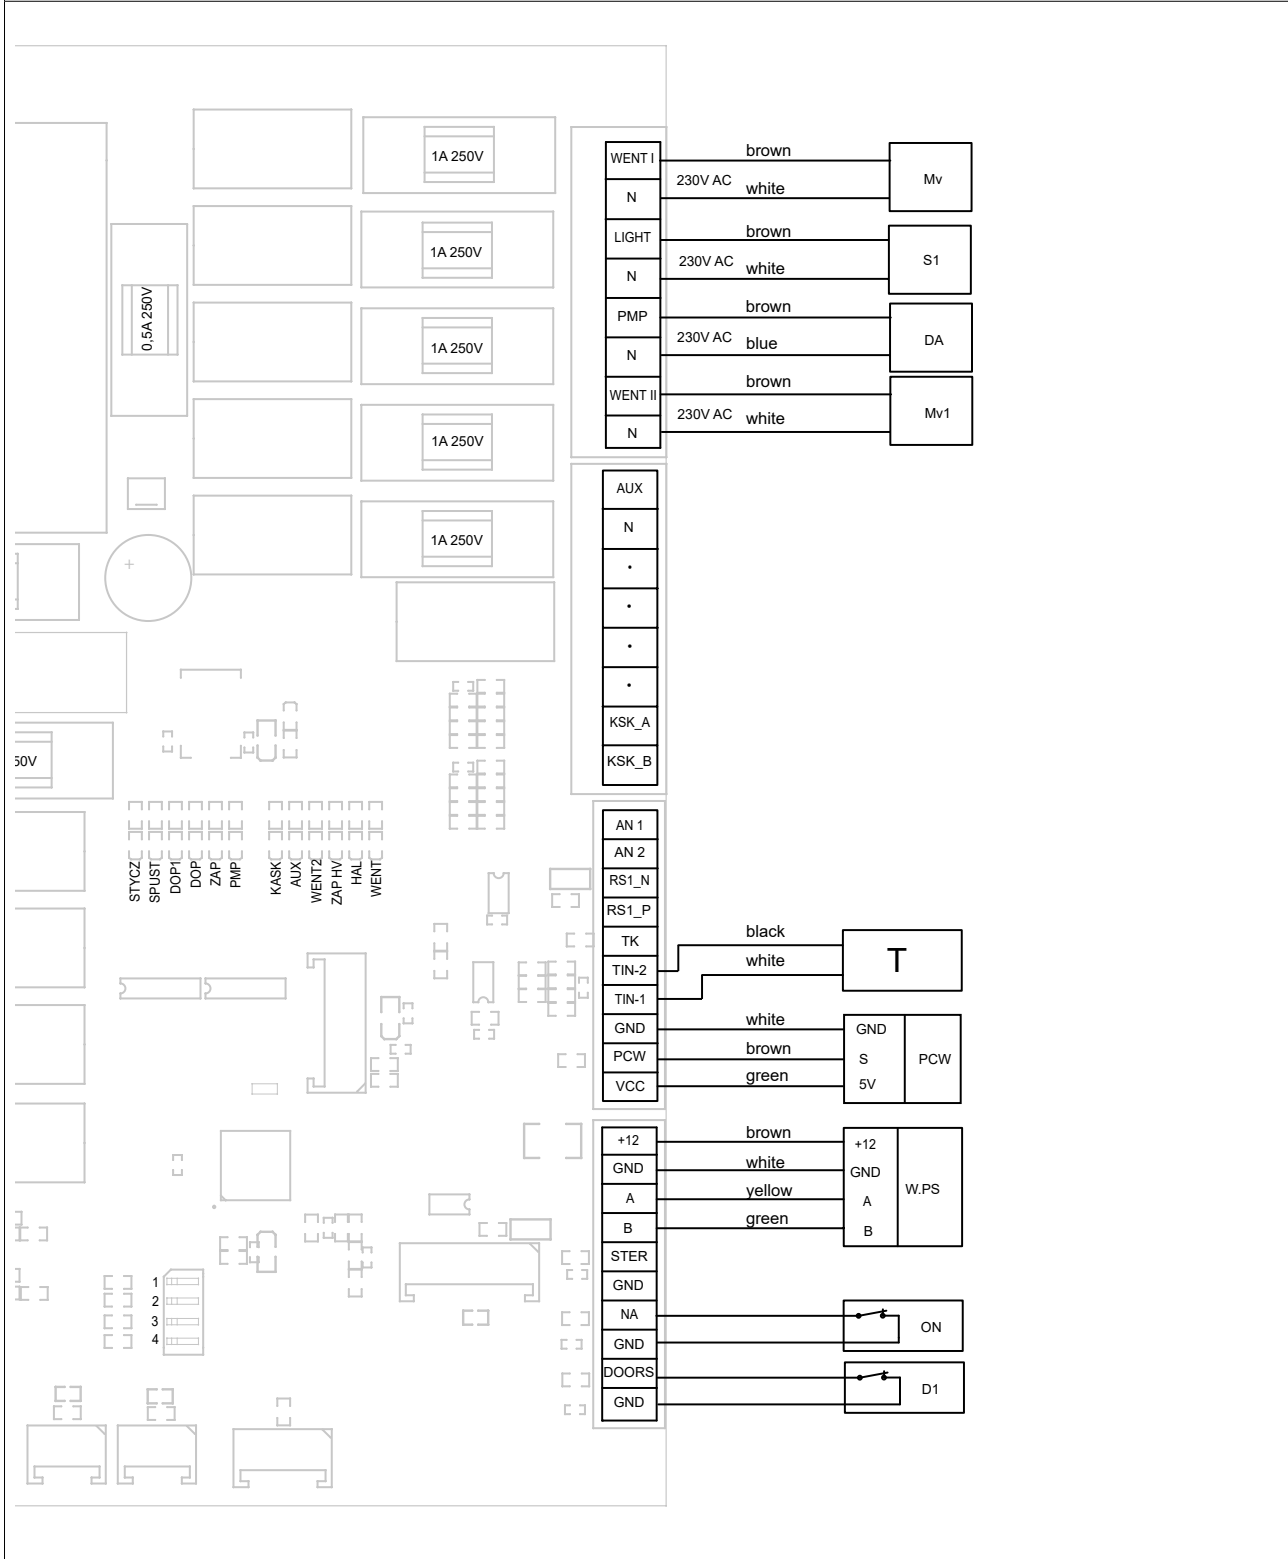 WENT I
brown
230V AC
N
white
Mv
LIGHT
brown
230V AC
N
white
S1
PMP
brown
230V AC
N
blue
DA
WENT II
brown
230V AC
N
white
Mv1
1A 250V
1A 250V
1A 250V
1A 250V
1A 250V
0,5A 250V
+
50V
AUX
N
.
.
.
.
KSK_A
KSK_B
STYCZ
SPUST
DOP1
DOP
ZAP
PMP
KASK
AUX
WENT2
ZAP HV
HAL
WENT
AN 1
AN 2
RS1_N
RS1_P
TK
TIN-2
black
TIN-1
white
T
GND
white
GND
PCW
brown
S
PCW
VCC
green
5V
+12
brown
+12
GND
white
GND
A
yellow
A
W.PS
B
green
B
STER
GND
NA
ON
GND
DOORS
D1
GND
1
2
3
4